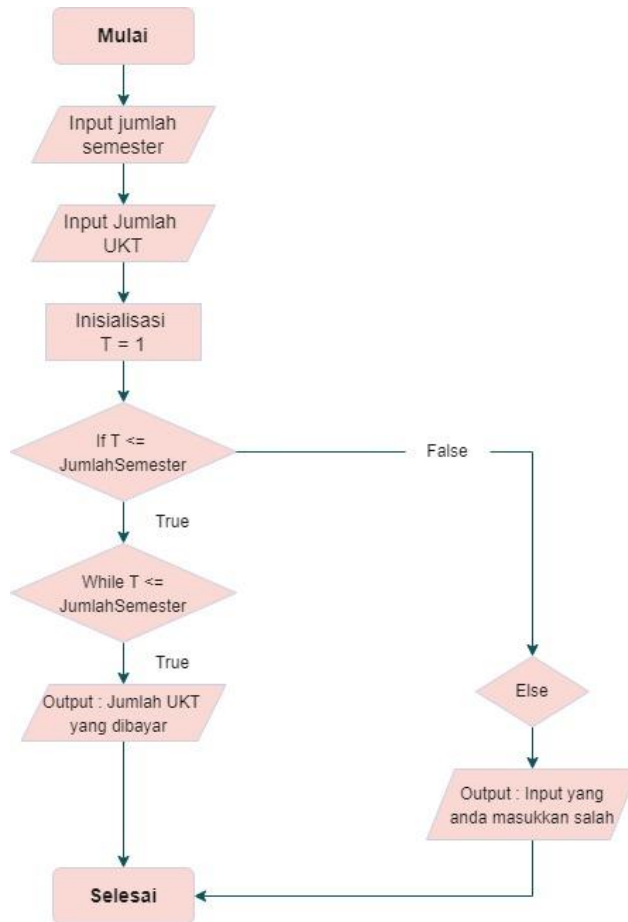 Mulai
Input jumlah
semester
Input Jumlah
UKT
Inisialisasi
T = 1
If T <=
JumlahSemester
False
True
While T <=
JumlahSemester
True
Output : Jumlah UKT
yang dibayar
Else
Output : Input yang
anda masukkan salah
Selesai